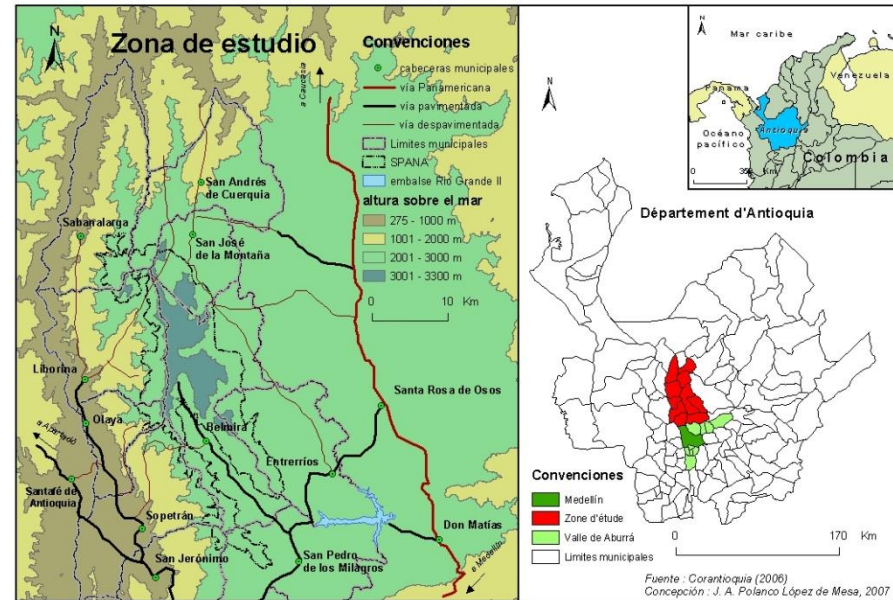 N
Zona de estudio
Convenciones
cabeceras municipales
vía Panamericana
vía pavimentada
vía despavimentada
Límites municipales
SPANA
embalse Río Grande II
altura sobre el mar
275 - 1000 m
1001 - 2000 m
2001 - 3000 m
3001 - 3300 m
0 10 Km
a Caucasia
San Andrés
de Cuerquia
Sabanalarga
San José
de la Montaña
Liborina
Santa Rosa de Osos
Olaya
Belmira
Entrerríos
Santafé de
Antioquia
Sopetrán
Don Matías
San Jerónimo
San Pedro
de los Milagros
a Medellín
N
N
Mar caribe
Panama
Venezuela
Océano
pacífico
Antioquia
Colombia
0
Km
Département d'Antioquia
Convenciones
Medellín
Zone d'étude
Valle de Aburrá
Limites municipales
0 170 Km
Fuente : Corantioquia (2006)
Concepción : J. A. Polanco López de Mesa, 2007